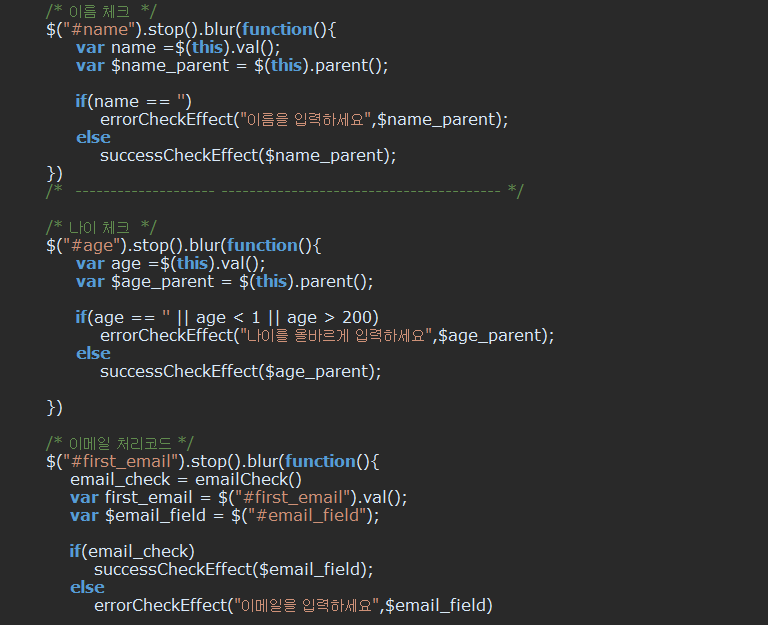 /* 이름 체크  */
$("#name").stop().blur(function(){
var name =$(this).val();
var $name_parent = $(this).parent();
if(name == '')
errorCheckEffect("이름을 입력하세요",$name_parent);
else
successCheckEffect($name_parent);
})
/*  -------------------- ---------------------------------------- */
/* 나이 체크  */
$("#age").stop().blur(function(){
var age =$(this).val();
var $age_parent = $(this).parent();
if(age == '' || age < 1 || age > 200)
errorCheckEffect("나이를 올바르게 입력하세요",$age_parent);
else
successCheckEffect($age_parent);
})
/* 이메일 처리코드 */
$("#first_email").stop().blur(function(){
email_check = emailCheck()
var first_email = $("#first_email").val();
var $email_field = $("#email_field");
if(email_check)
successCheckEffect($email_field);
else
errorCheckEffect("이메일을 입력하세요",$email_field)